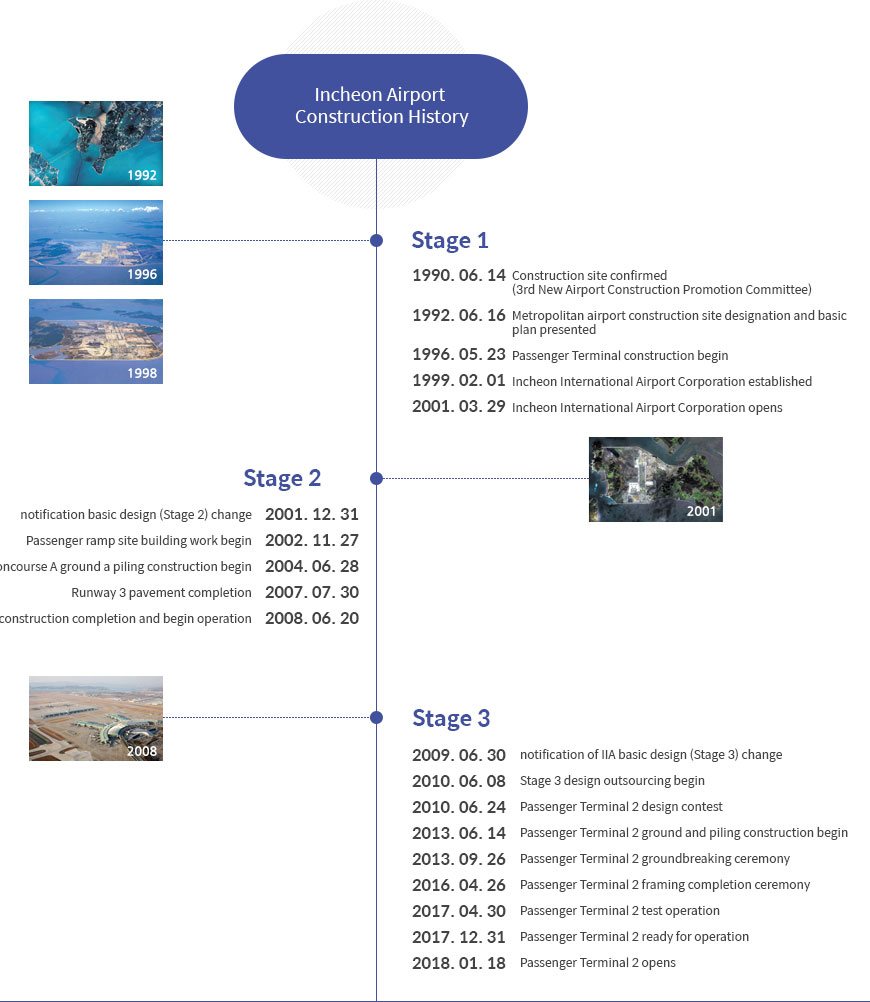 Incheon Airport
Construction History
1992
1996
1998
Stage 1
1990. 06. 14 Construction site confirmed
(3rd New Airport Construction Promotion Committee)
1992. 06. 16 Metropolitan airport construction site designation and basic
plan presented
1996. 05. 23 Passenger Terminal construction begin
1999. 02. 01 Incheon International Airport Corporation established
2001. 03. 29 Incheon International Airport Corporation opens
2001
Stage 2
notification basic design (Stage 2) change 2001. 12. 31
Passenger ramp site building work begin 2002. 11. 27
A ground a piling construction begin 2004. 06. 28
Runway 3 pavement completion 2007. 07. 30
construction completion and begin operation 2008. 06. 20
2008
Stage 3
2009. 06. 30 notification of IIA basic design (Stage 3) change
2010. 06. 08 Stage 3 design outsourcing begin
2010. 06. 24 Passenger Terminal 2 design contest
2013. 06. 14 Passenger Terminal 2 ground and piling construction begin
2013. 09. 26 Passenger Terminal 2 groundbreaking ceremony
2016. 04. 26 Passenger Terminal 2 framing completion ceremony
2017. 04. 30 Passenger Terminal 2 test operation
2017. 12. 31 Passenger Terminal 2 ready for operation
2018. 01. 18 Passenger Terminal 2 opens